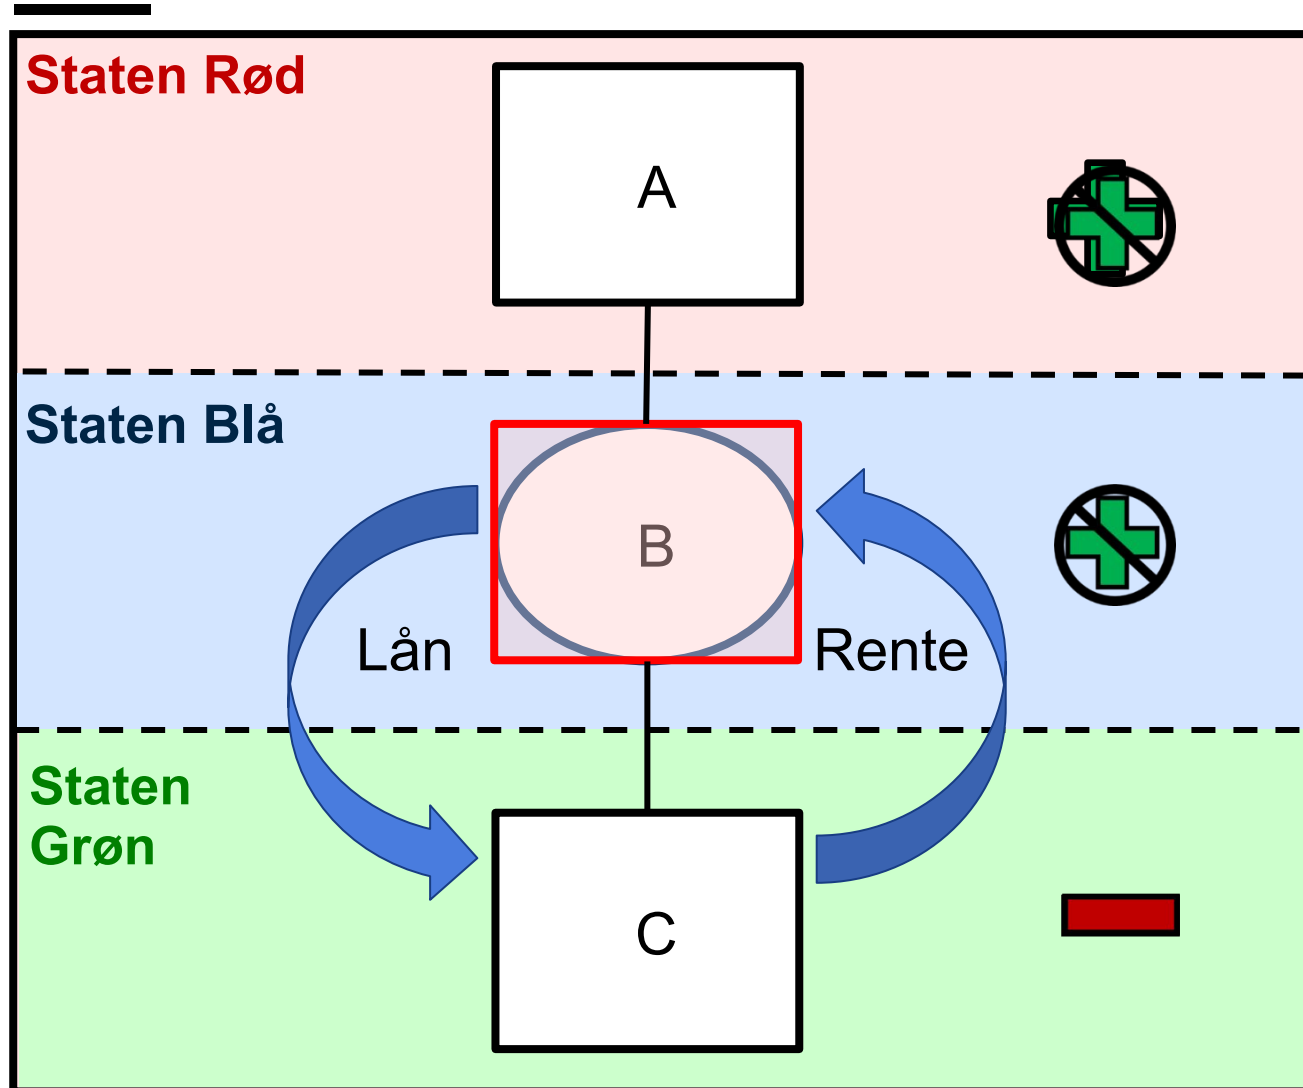 Staten Rød
A
Staten Blå
B
Lån
Rente
Staten
Grøn
C